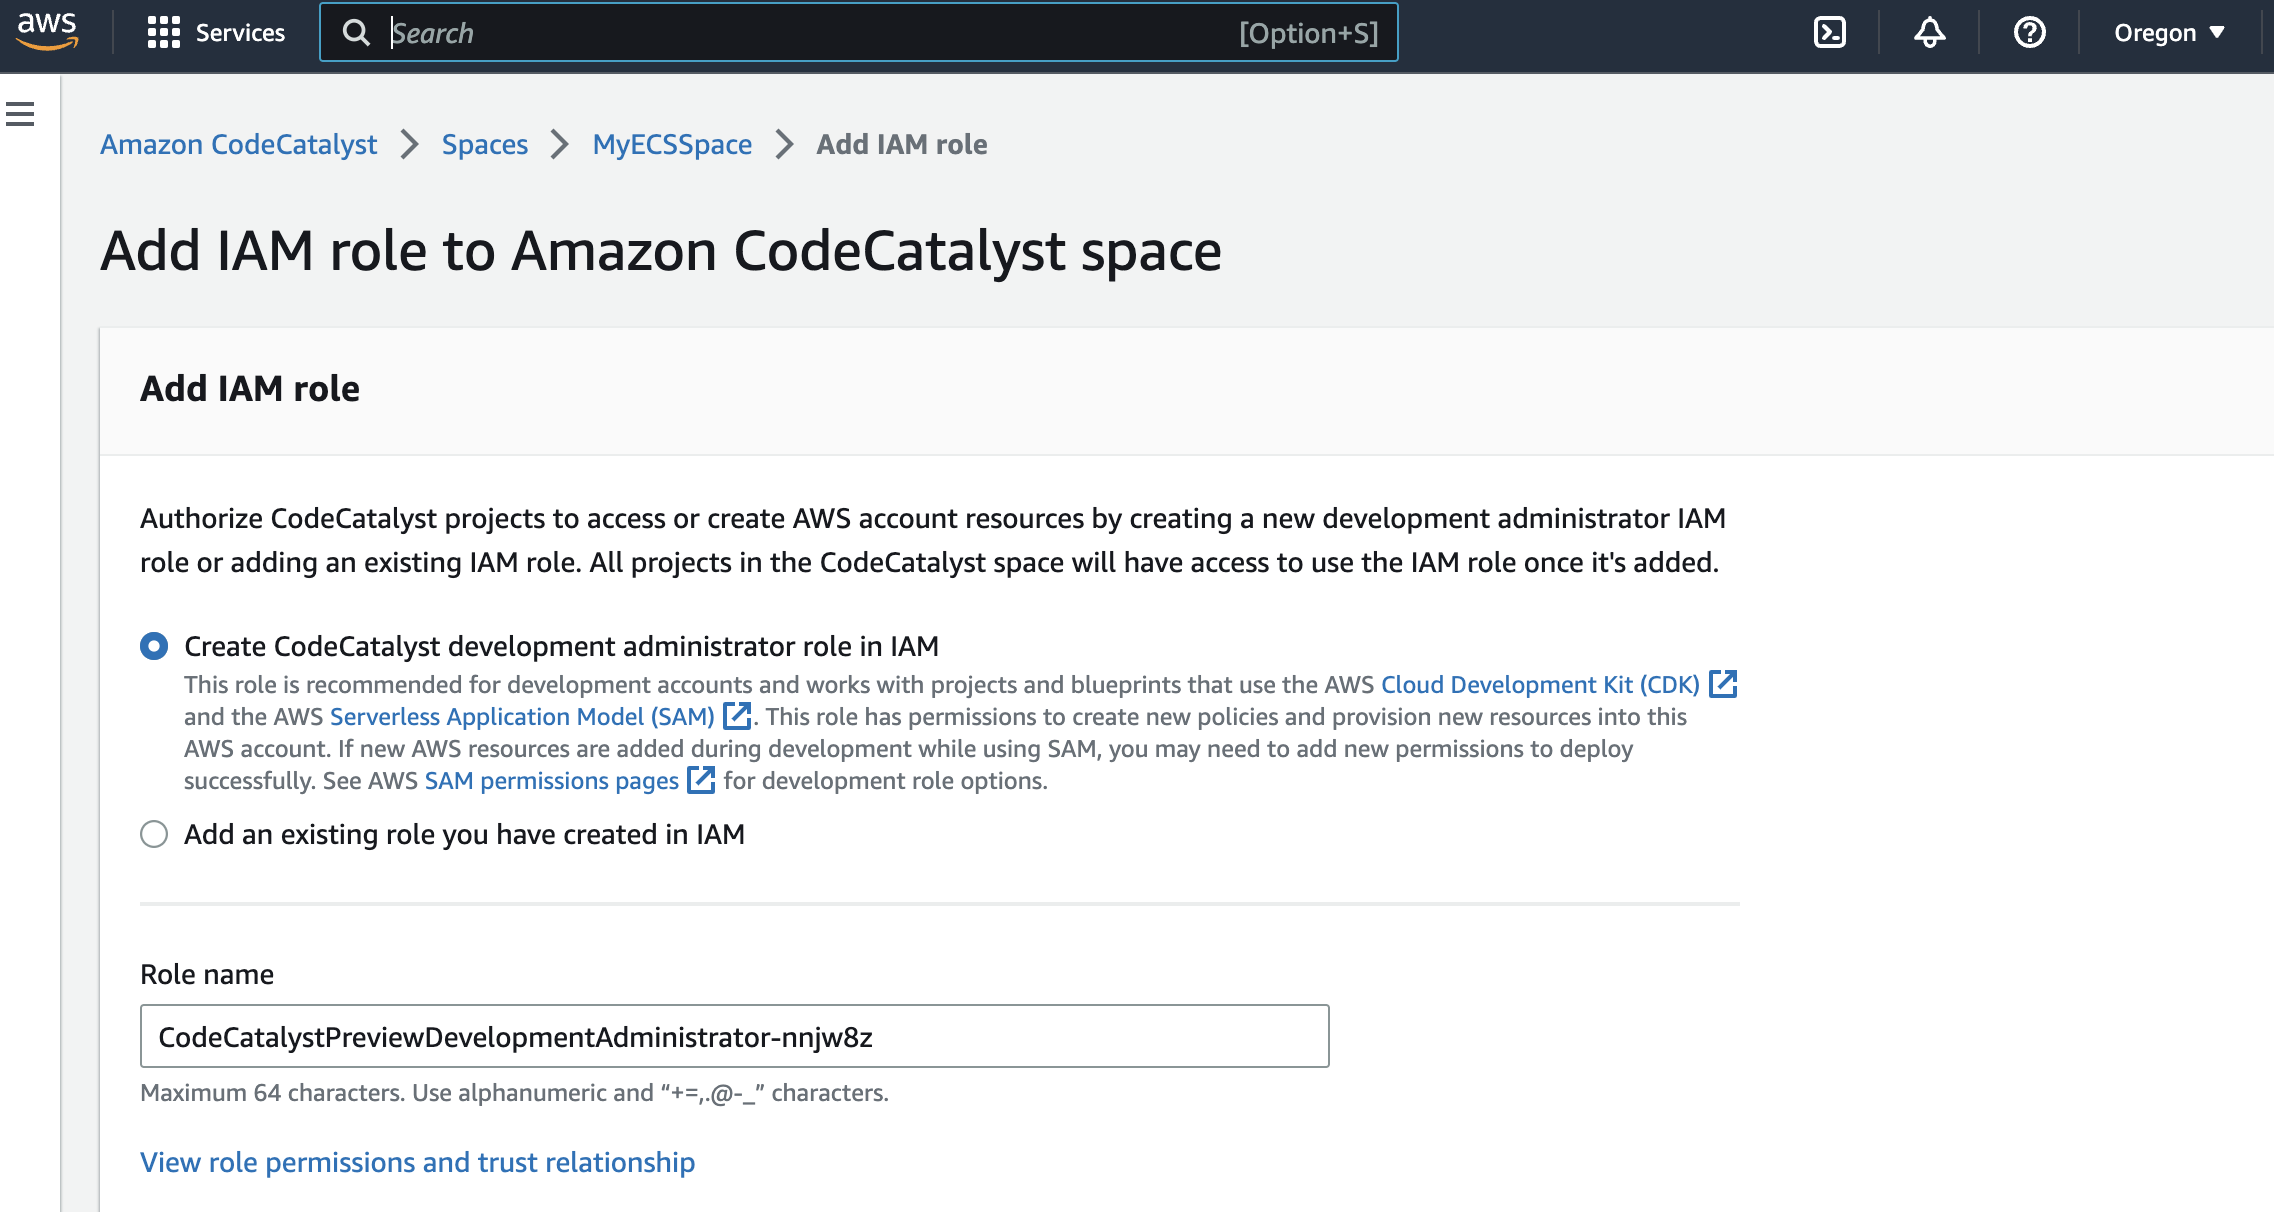 aws Services Search [Option+S] Oregon
Amazon CodeCatalyst Spaces MyECSSpace Add IAM role
Add IAM role to Amazon CodeCatalyst space
Add IAM role
Authorize CodeCatalyst projects to access or create AWS account resources by creating a new development administrator IAM
role or adding an existing IAM role. All projects in the CodeCatalyst space will have access to use the IAM role once it's added.
Create CodeCatalyst development administrator role in IAM
This role is recommended for development accounts and works with projects and blueprints that use the AWS Cloud Development Kit (CDK)
and the AWS Serverless Application Model (SAM) . This role has permissions to create new policies and provision new resources into this
AWS account. If new AWS resources are added during development while using SAM, you may need to add new permissions to deploy
successfully. See AWS SAM permissions pages for development role options.
Add an existing role you have created in IAM
Role name
CodeCatalystPreviewDevelopmentAdministrator-nnjw8z
Maximum 64 characters. Use alphanumeric and “+=,.@-_” characters.
View role permissions and trust relationship